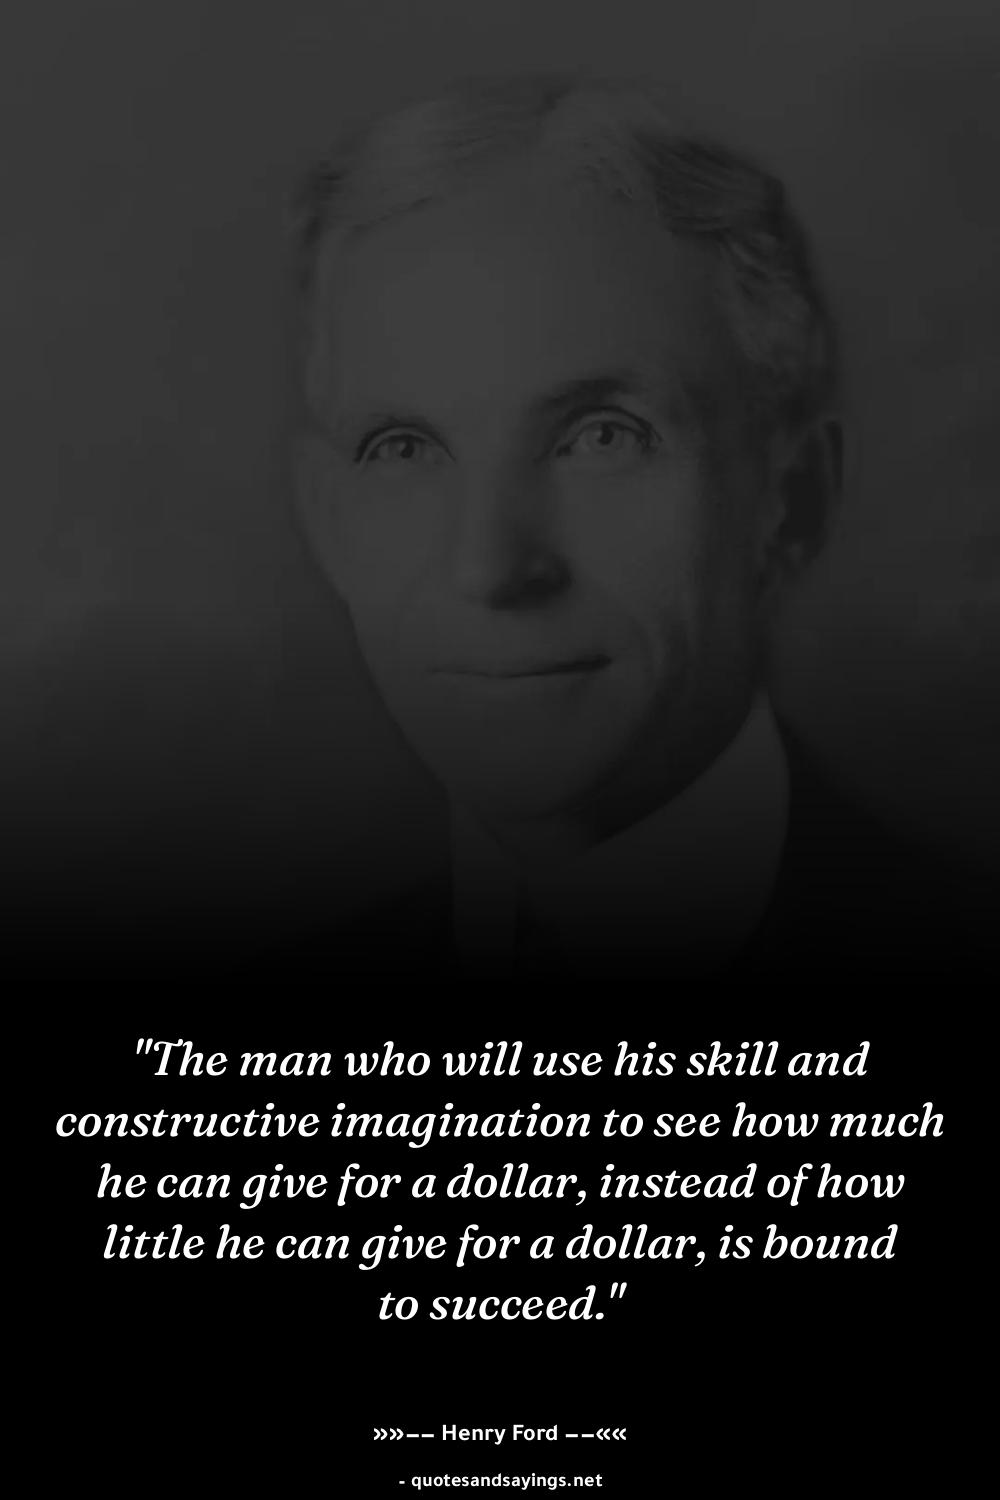 "The man who will use his skill and
constructive imagination to see how much
he can give for a dollar, instead of how
little he can give for a dollar, is bound
to succeed."
»»−− Henry Ford −−««
- quotesandsayings.net